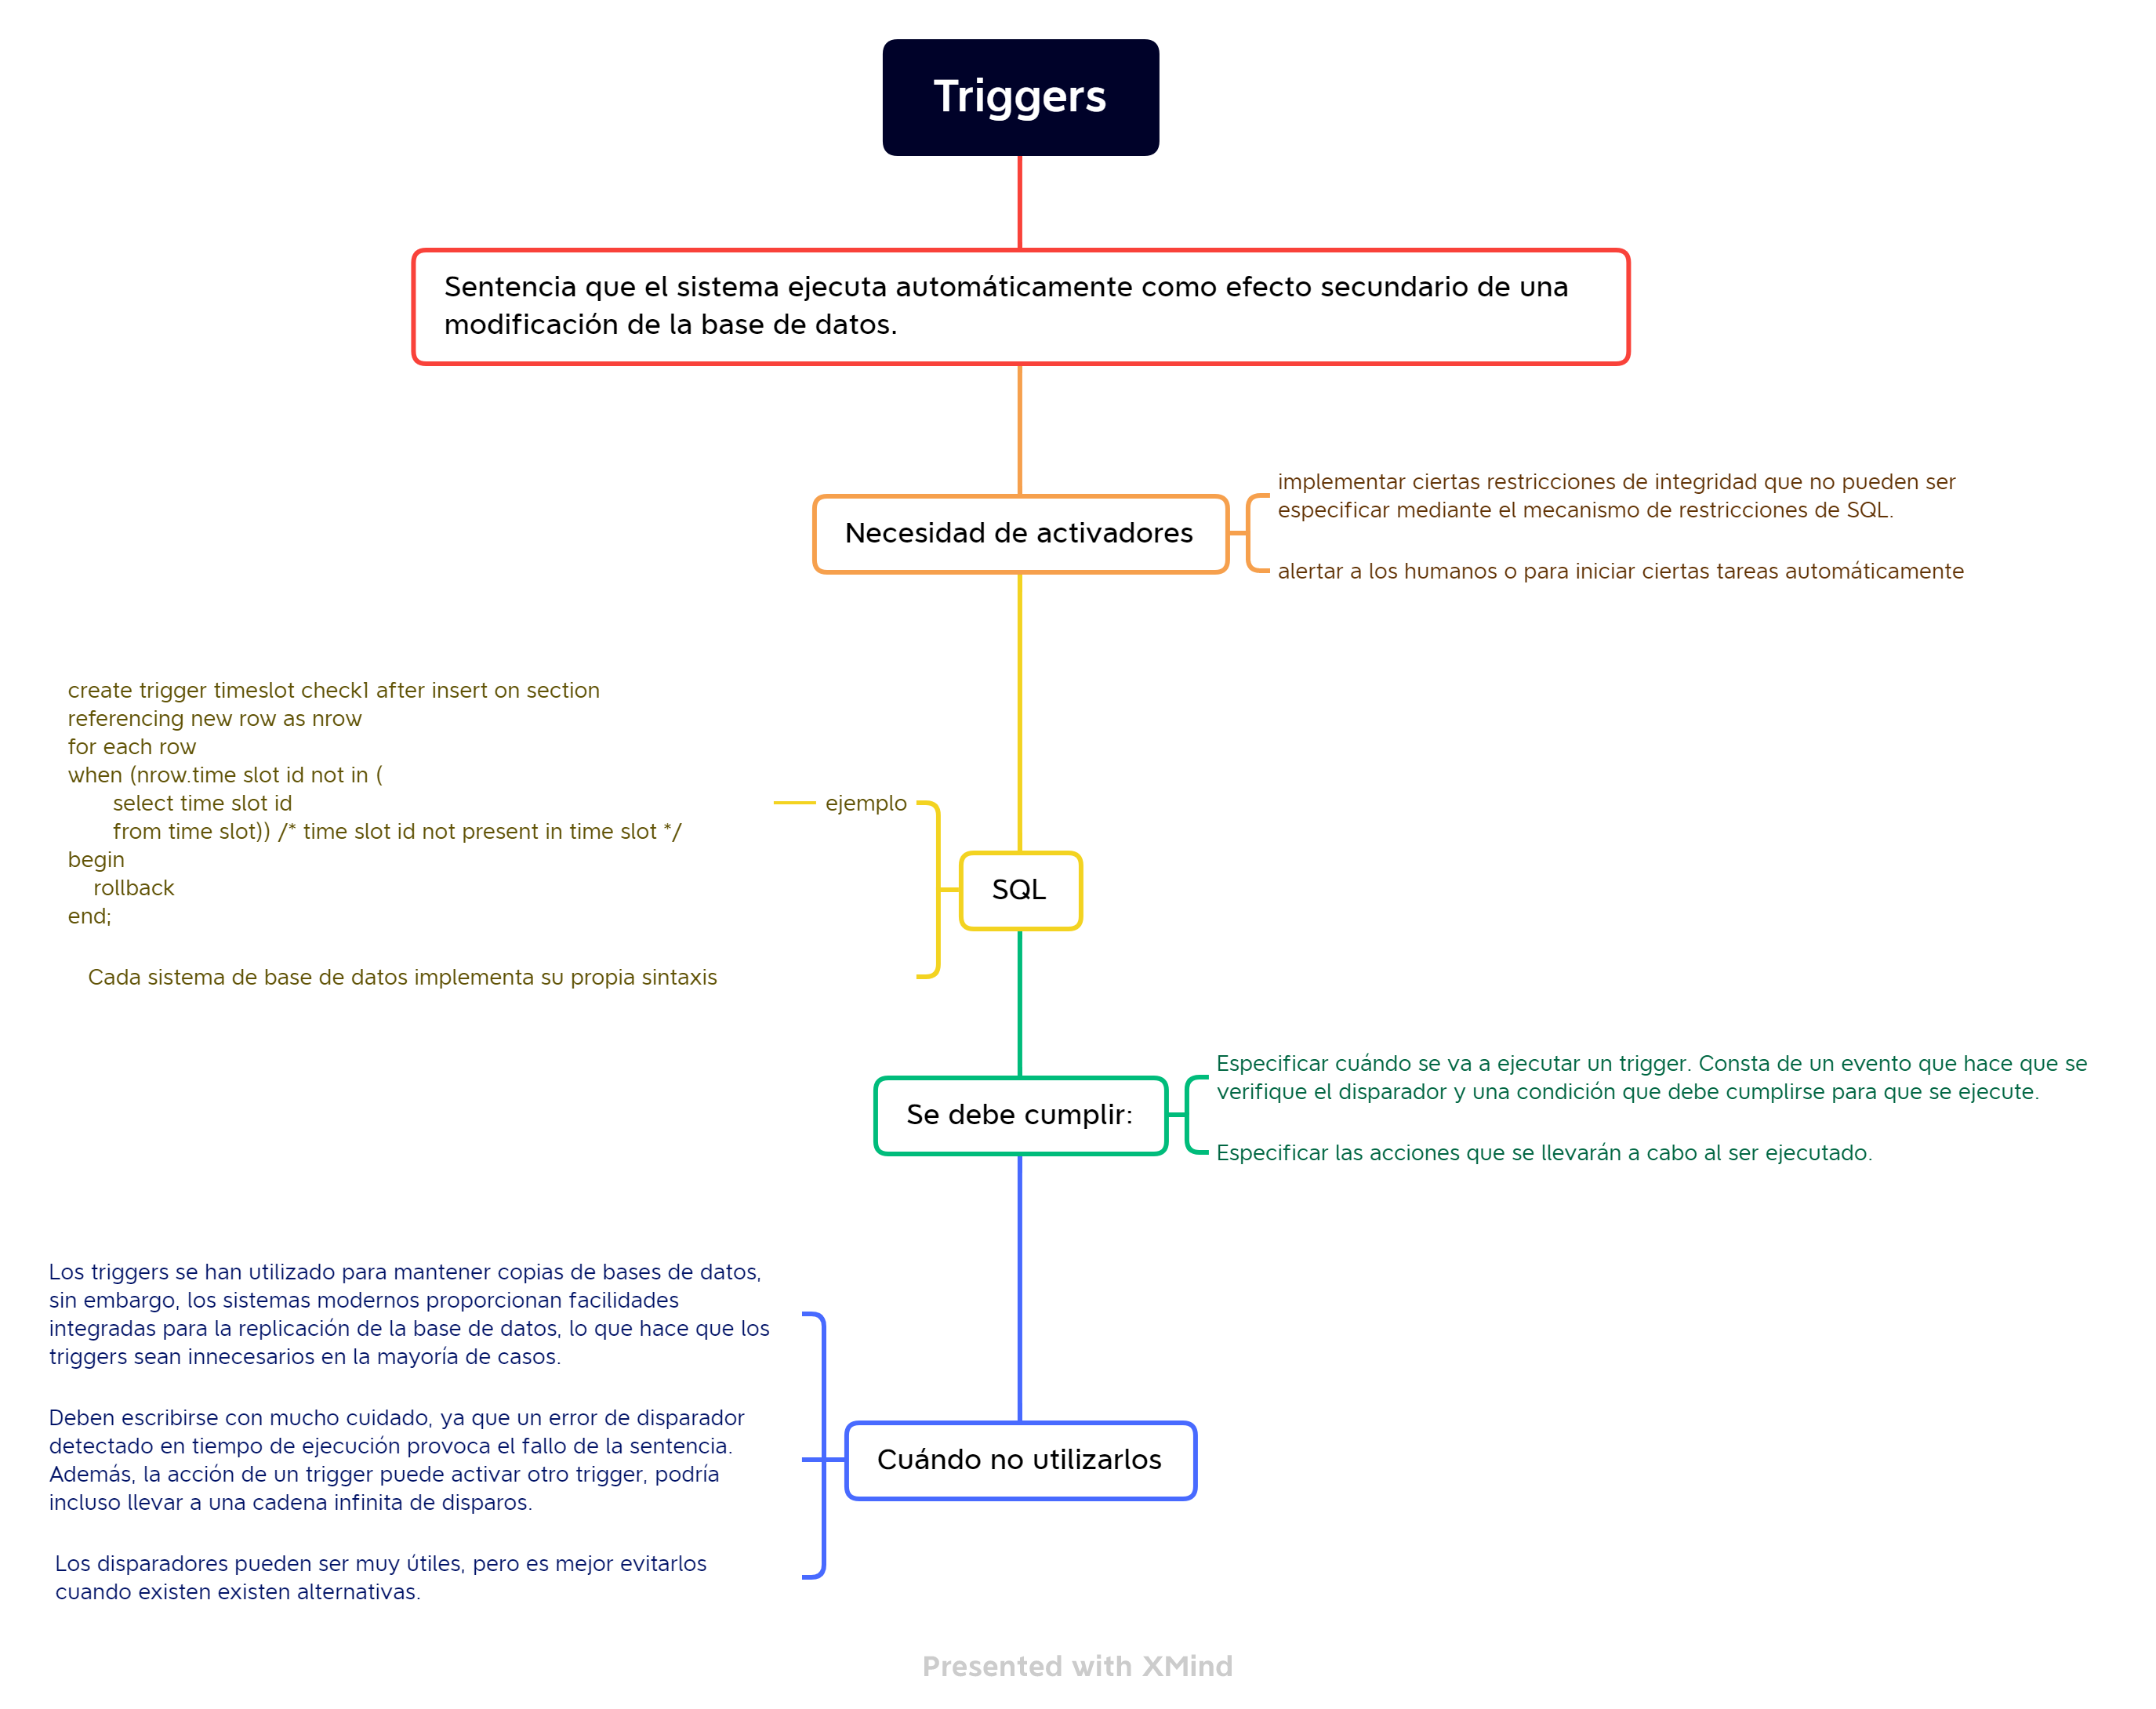 Triggers
Sentencia que el sistema ejecuta automáticamente como efecto secundario de una
modificación de la base de datos.
Necesidad de activadores
implementar ciertas restricciones de integridad que no pueden ser
especificar mediante el mecanismo de restricciones de SQL.
alertar a los humanos o para iniciar ciertas tareas automáticamente
create trigger timeslot check1 after insert on section
referencing new row as nrow
for each row
when (nrow.time slot id not in (
select time slot id
from time slot)) /* time slot id not present in time slot */
begin
rollback
end;
ejemplo
SQL
Cada sistema de base de datos implementa su propia sintaxis
Se debe cumplir:
Especificar cuándo se va a ejecutar un trigger. Consta de un evento que hace que se
verifique el disparador y una condición que debe cumplirse para que se ejecute.
Especificar las acciones que se llevarán a cabo al ser ejecutado.
Los triggers se han utilizado para mantener copias de bases de datos,
sin embargo, los sistemas modernos proporcionan facilidades
integradas para la replicación de la base de datos, lo que hace que los
triggers sean innecesarios en la mayoría de casos.
Deben escribirse con mucho cuidado, ya que un error de disparador
detectado en tiempo de ejecución provoca el fallo de la sentencia.
Además, la acción de un trigger puede activar otro trigger, podría
incluso llevar a una cadena infinita de disparos.
Cuándo no utilizarlos
Los disparadores pueden ser muy útiles, pero es mejor evitarlos
cuando existen existen alternativas.
Presented with XMind